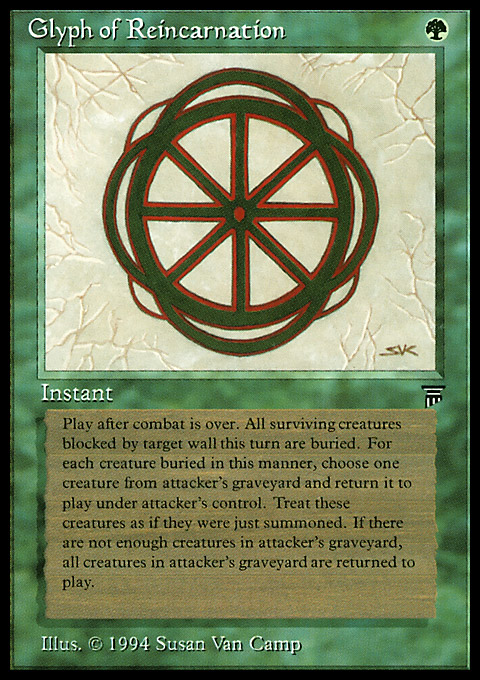 Glyph of Reincarnation
SVK
Instant
Play after combat is over. All surviving creatures
blocked by target wall this turn are buried. For
each creature buried in this manner, choose one
creature from attacker's graveyard and return it to
play under attacker's control. Treat these
creatures as if they were just summoned. If there
are not enough creatures in attacker's graveyard,
all creatures in attacker's graveyard are returned to
play.
Illus. © 1994 Susan Van Camp